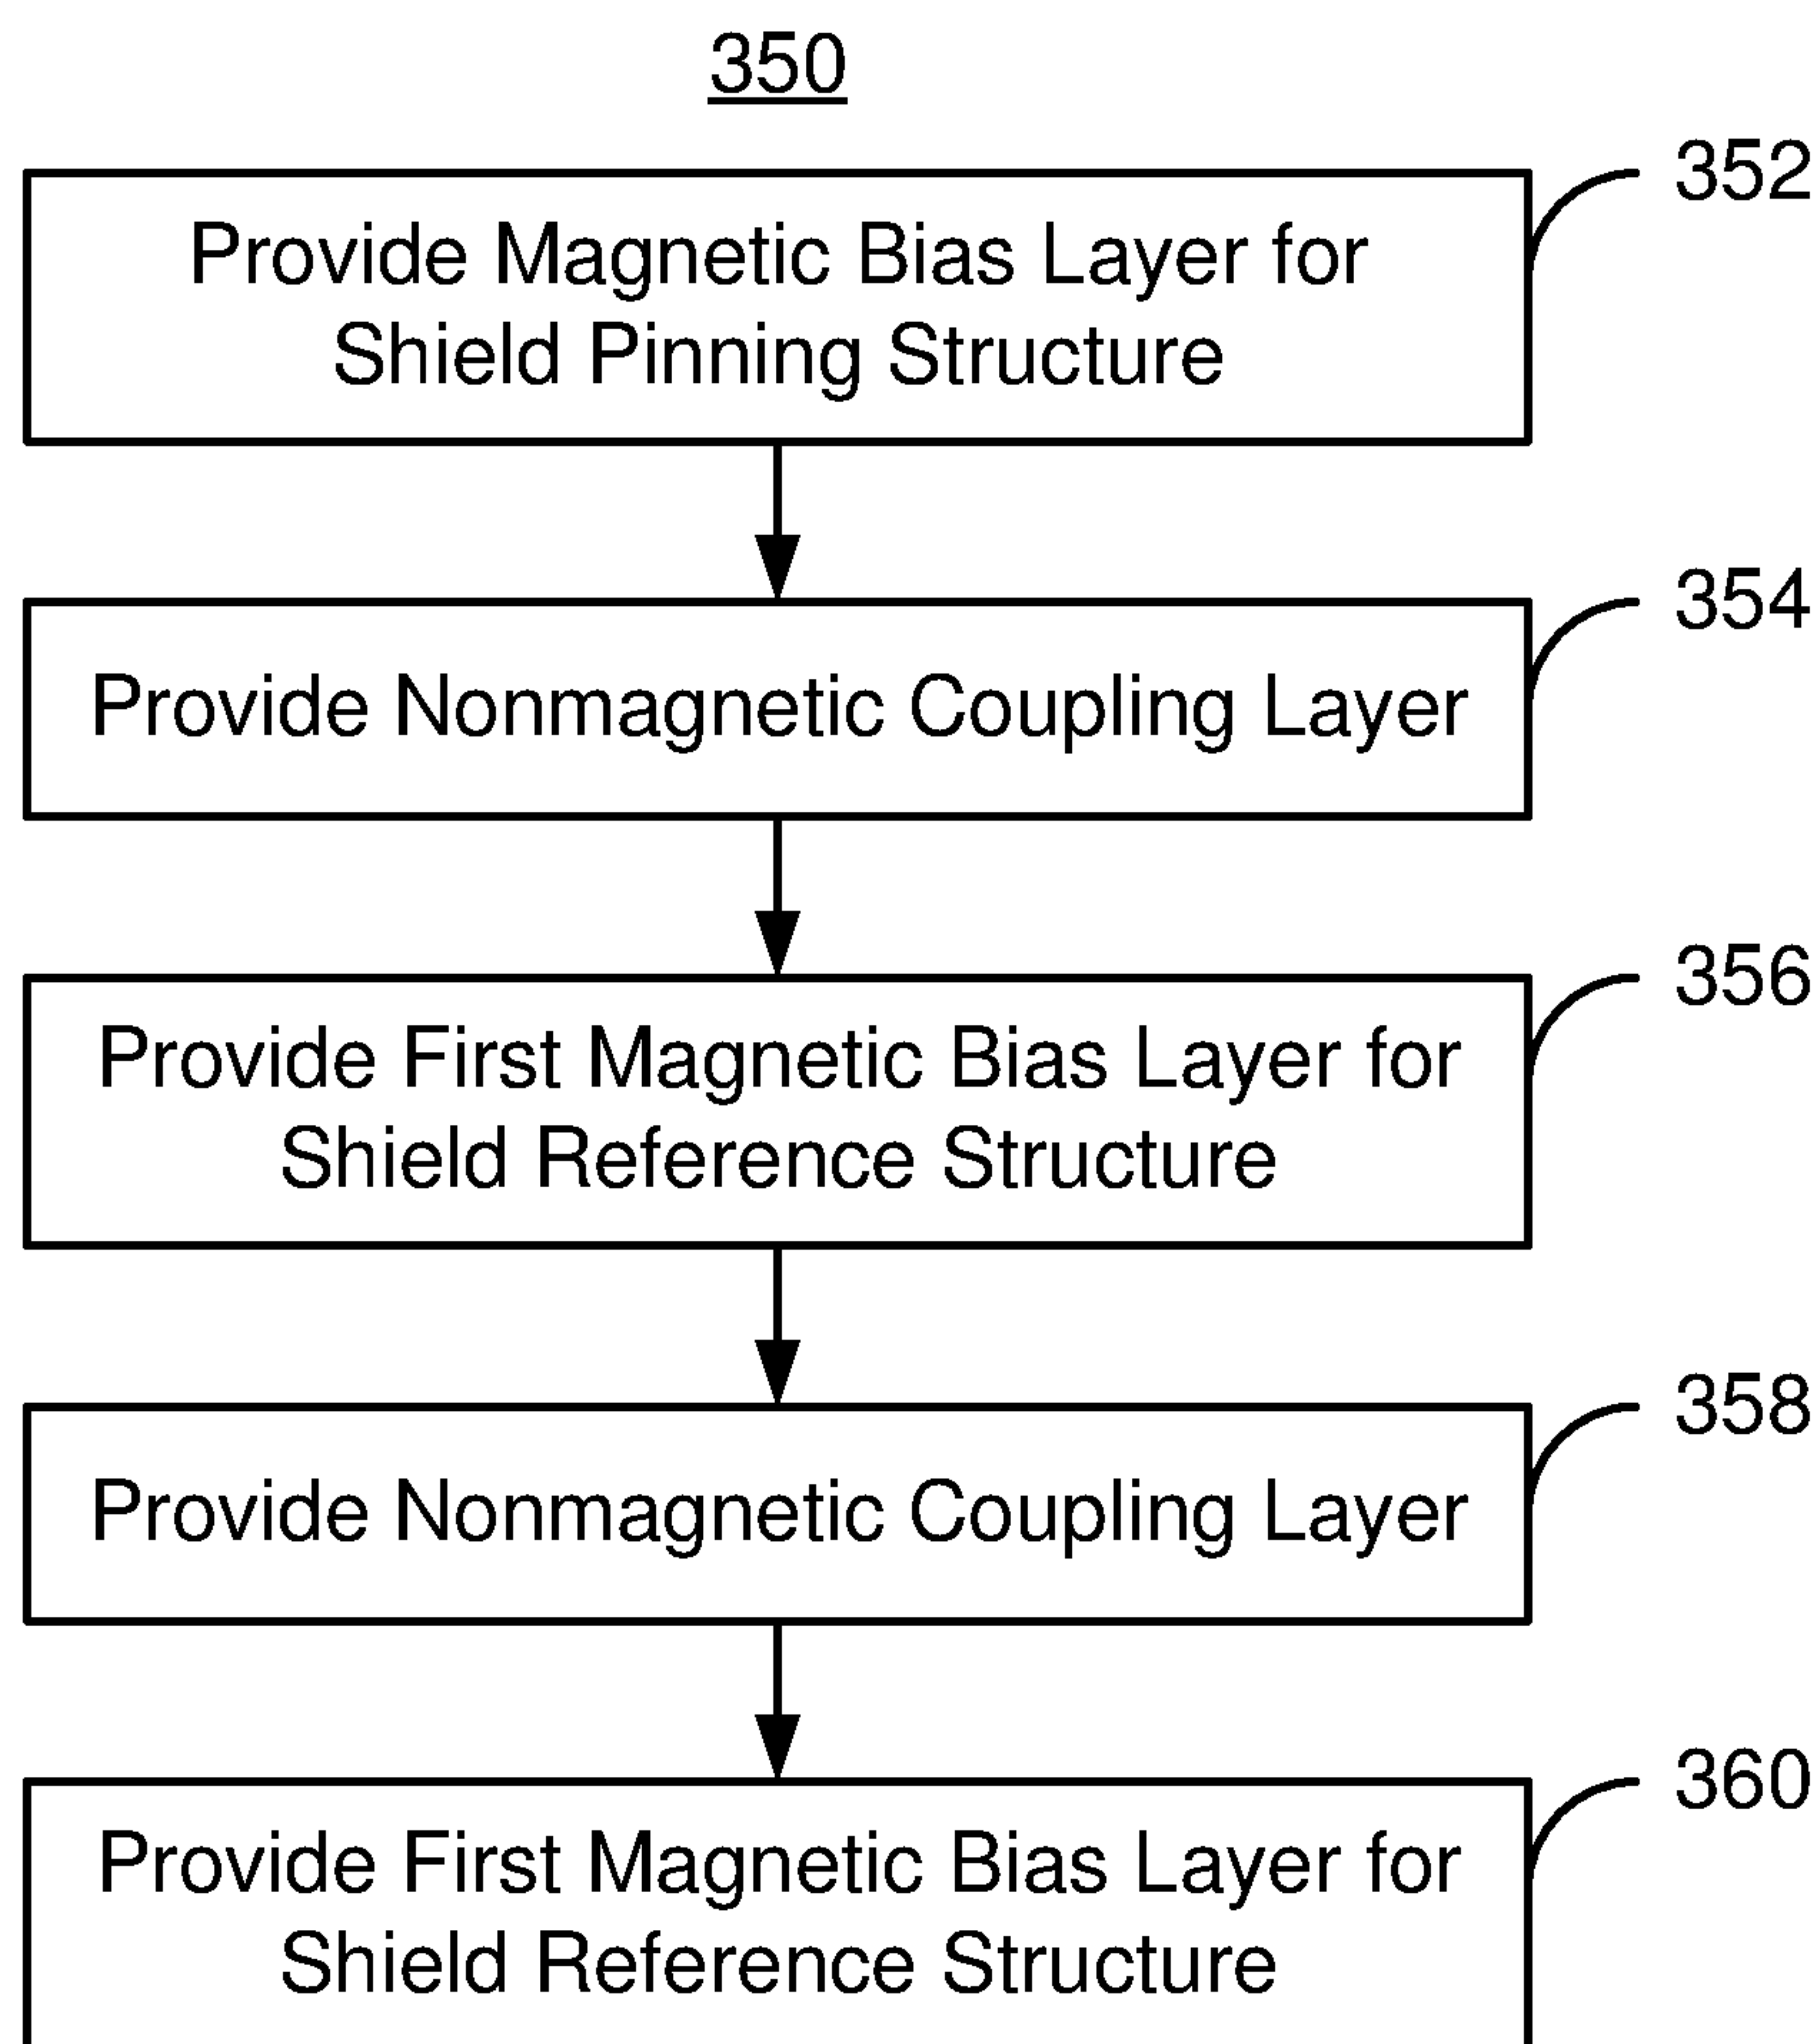 350
352
Provide Magnetic Bias Layer for
Shield Pinning Structure
354
Provide Nonmagnetic Coupling Layer
356
Provide First Magnetic Bias Layer for
Shield Reference Structure
358
Provide Nonmagnetic Coupling Layer
360
Provide First Magnetic Bias Layer for
Shield Reference Structure